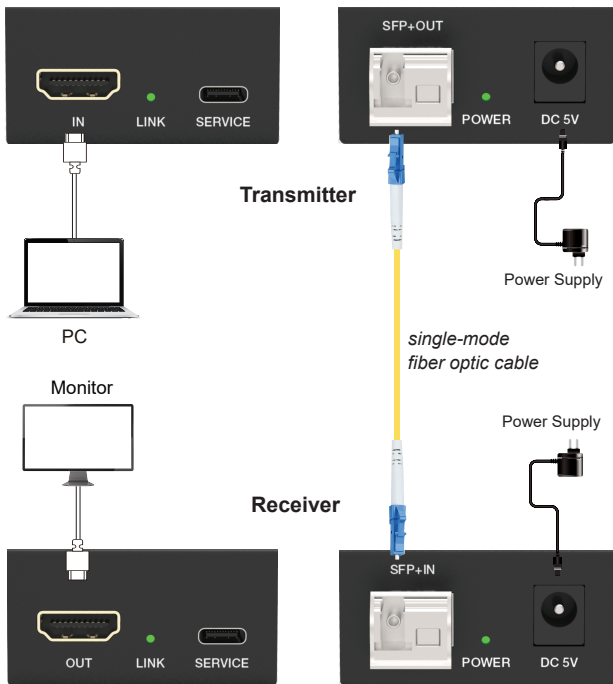 SFP+OUT
IN
LINK
SERVICE
POWER
DC 5V
Transmitter
Power Supply
PC
single-mode
fiber optic cable
Monitor
Power Supply
Receiver
SFP+IN
OUT
LINK
SERVICE
POWER
DC 5V